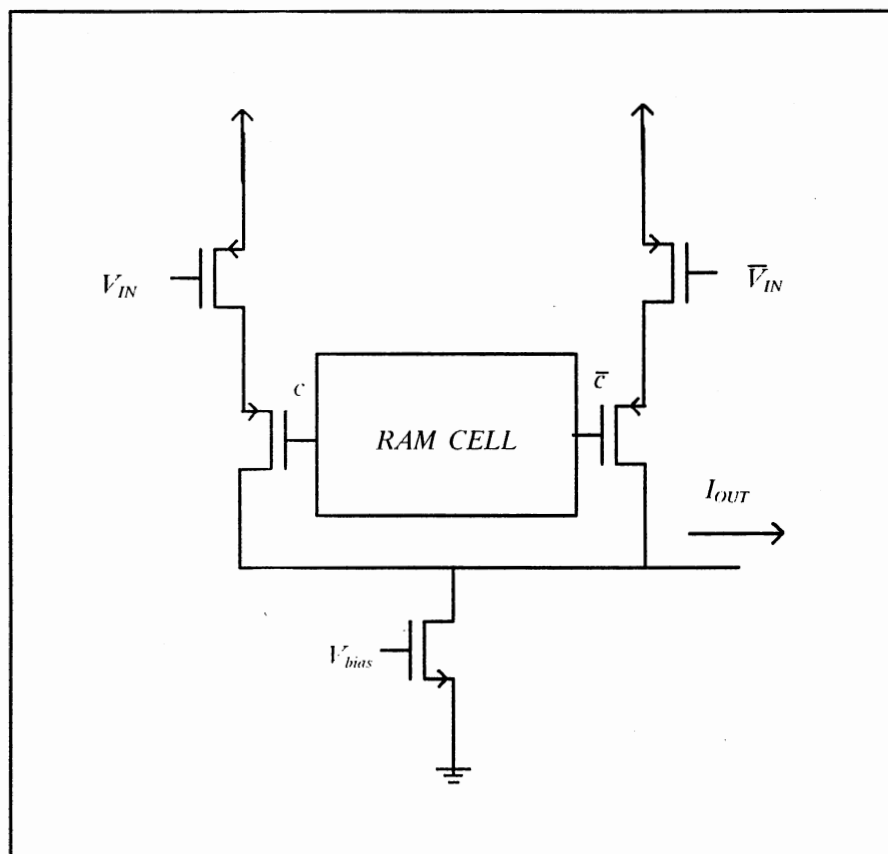 V_IN
V̅_IN
c
c̅
RAM CELL
I_OUT
V_bias